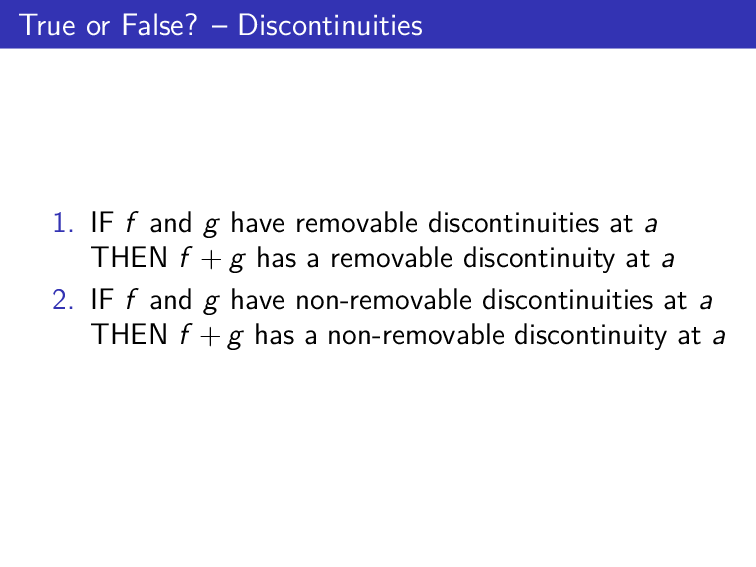 True or False? – Discontinuities
1. IF f and g have removable discontinuities at a
THEN f + g has a removable discontinuity at a
2. IF f and g have non-removable discontinuities at a
THEN f + g has a non-removable discontinuity at a